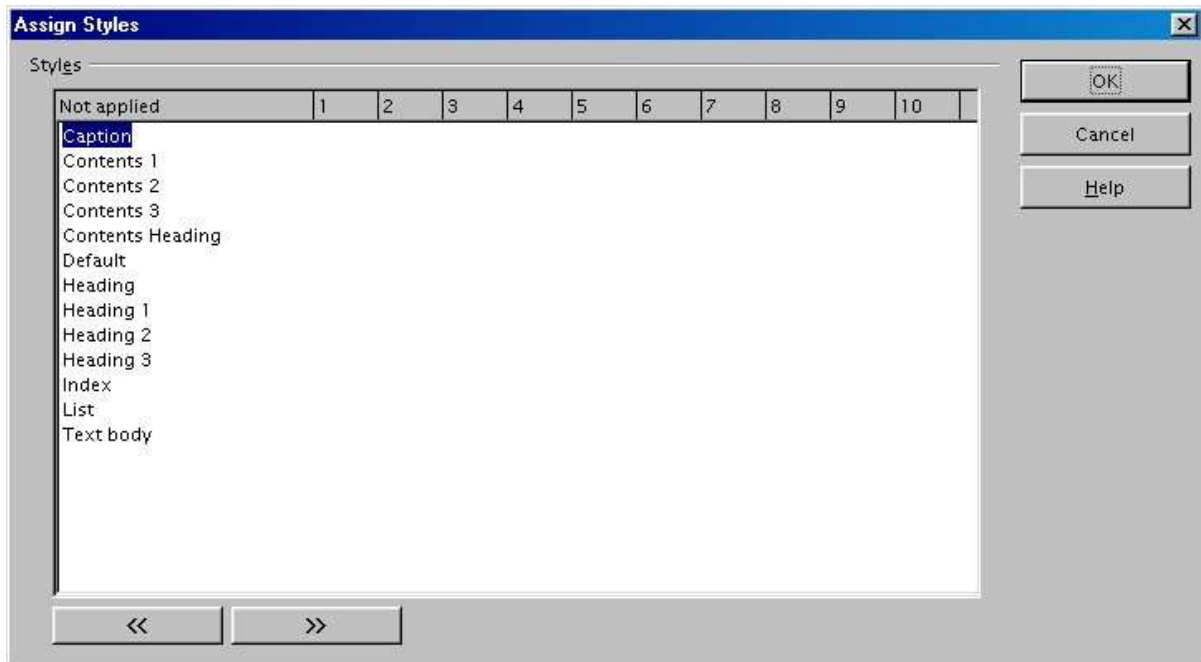 Assign Styles
Styles
Not applied 1 2 3 4 5 6 7 8 9 10
Caption
Contents 1
Contents 2
Contents 3
Contents Heading
Default
Heading
Heading 1
Heading 2
Heading 3
Index
List
Text body
<< >>
OK
Cancel
Help